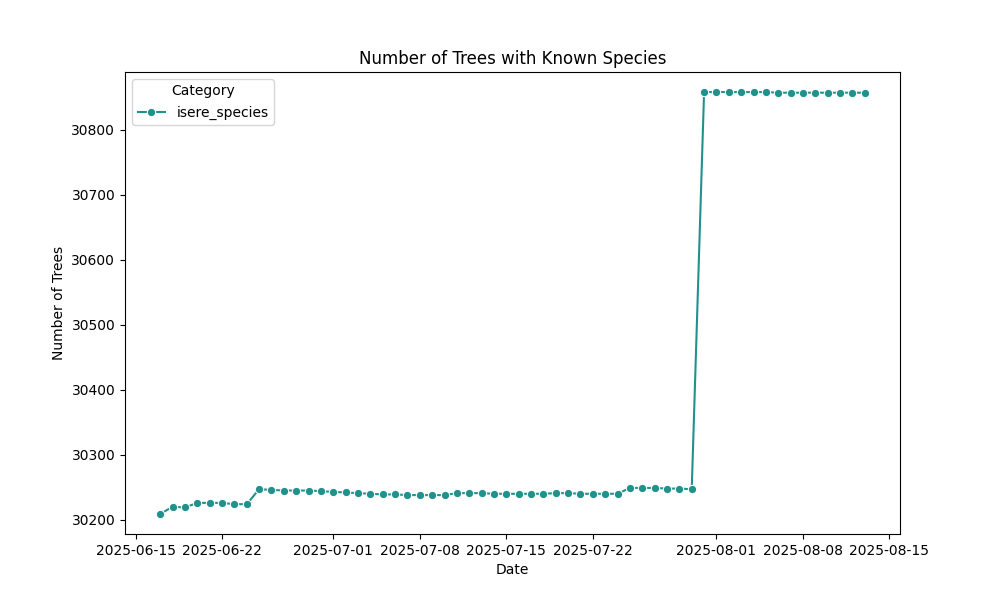 Number of Trees with Known Species
Category
isere_species
30800
30700
30600
30500
30400
30300
30200
Number of Trees
2025-06-15 2025-06-22 2025-07-01 2025-07-08 2025-07-15 2025-07-22 2025-08-01 2025-08-08 2025-08-15
Date